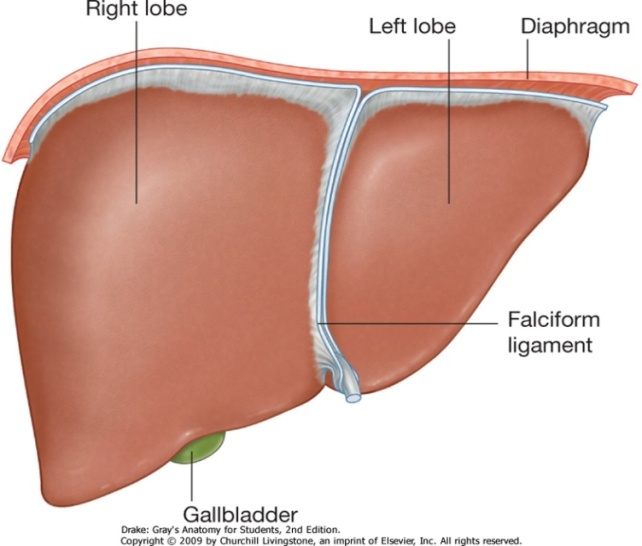 Right lobe
Left lobe
Diaphragm
Falciform
ligament
Gallbladder
Drake: Gray's Anatomy for Students, 2nd Edition.
Copyright © 2009 by Churchill Livingstone, an imprint of Elsevier, Inc. All rights reserved.